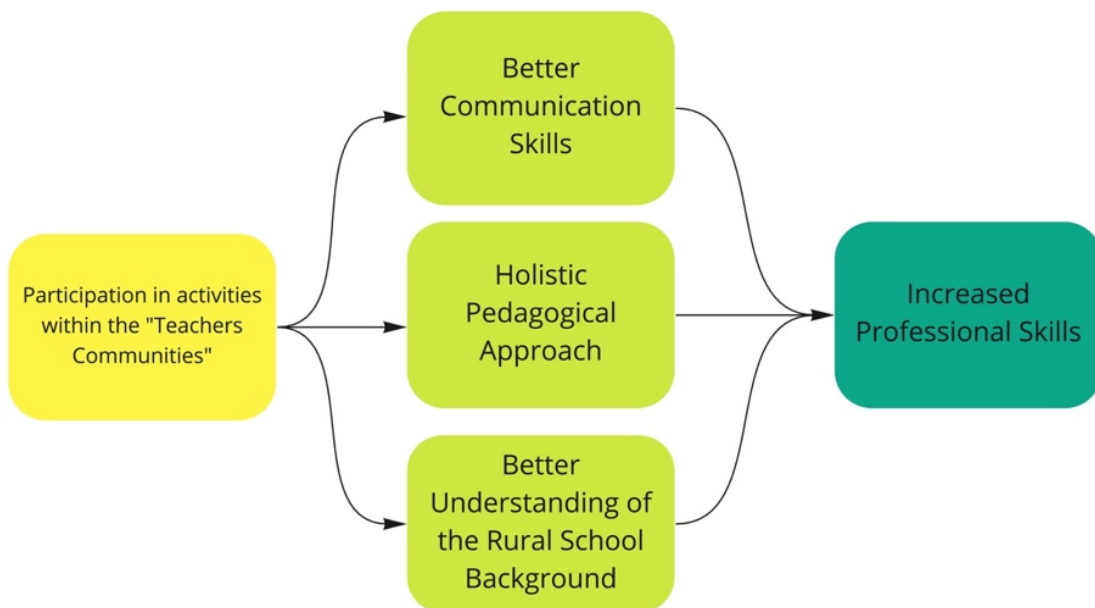 Participation in activities
within the "Teachers
Communities"
Better
Communication
Skills
Holistic
Pedagogical
Approach
Better
Understanding of
the Rural School
Background
Increased
Professional Skills